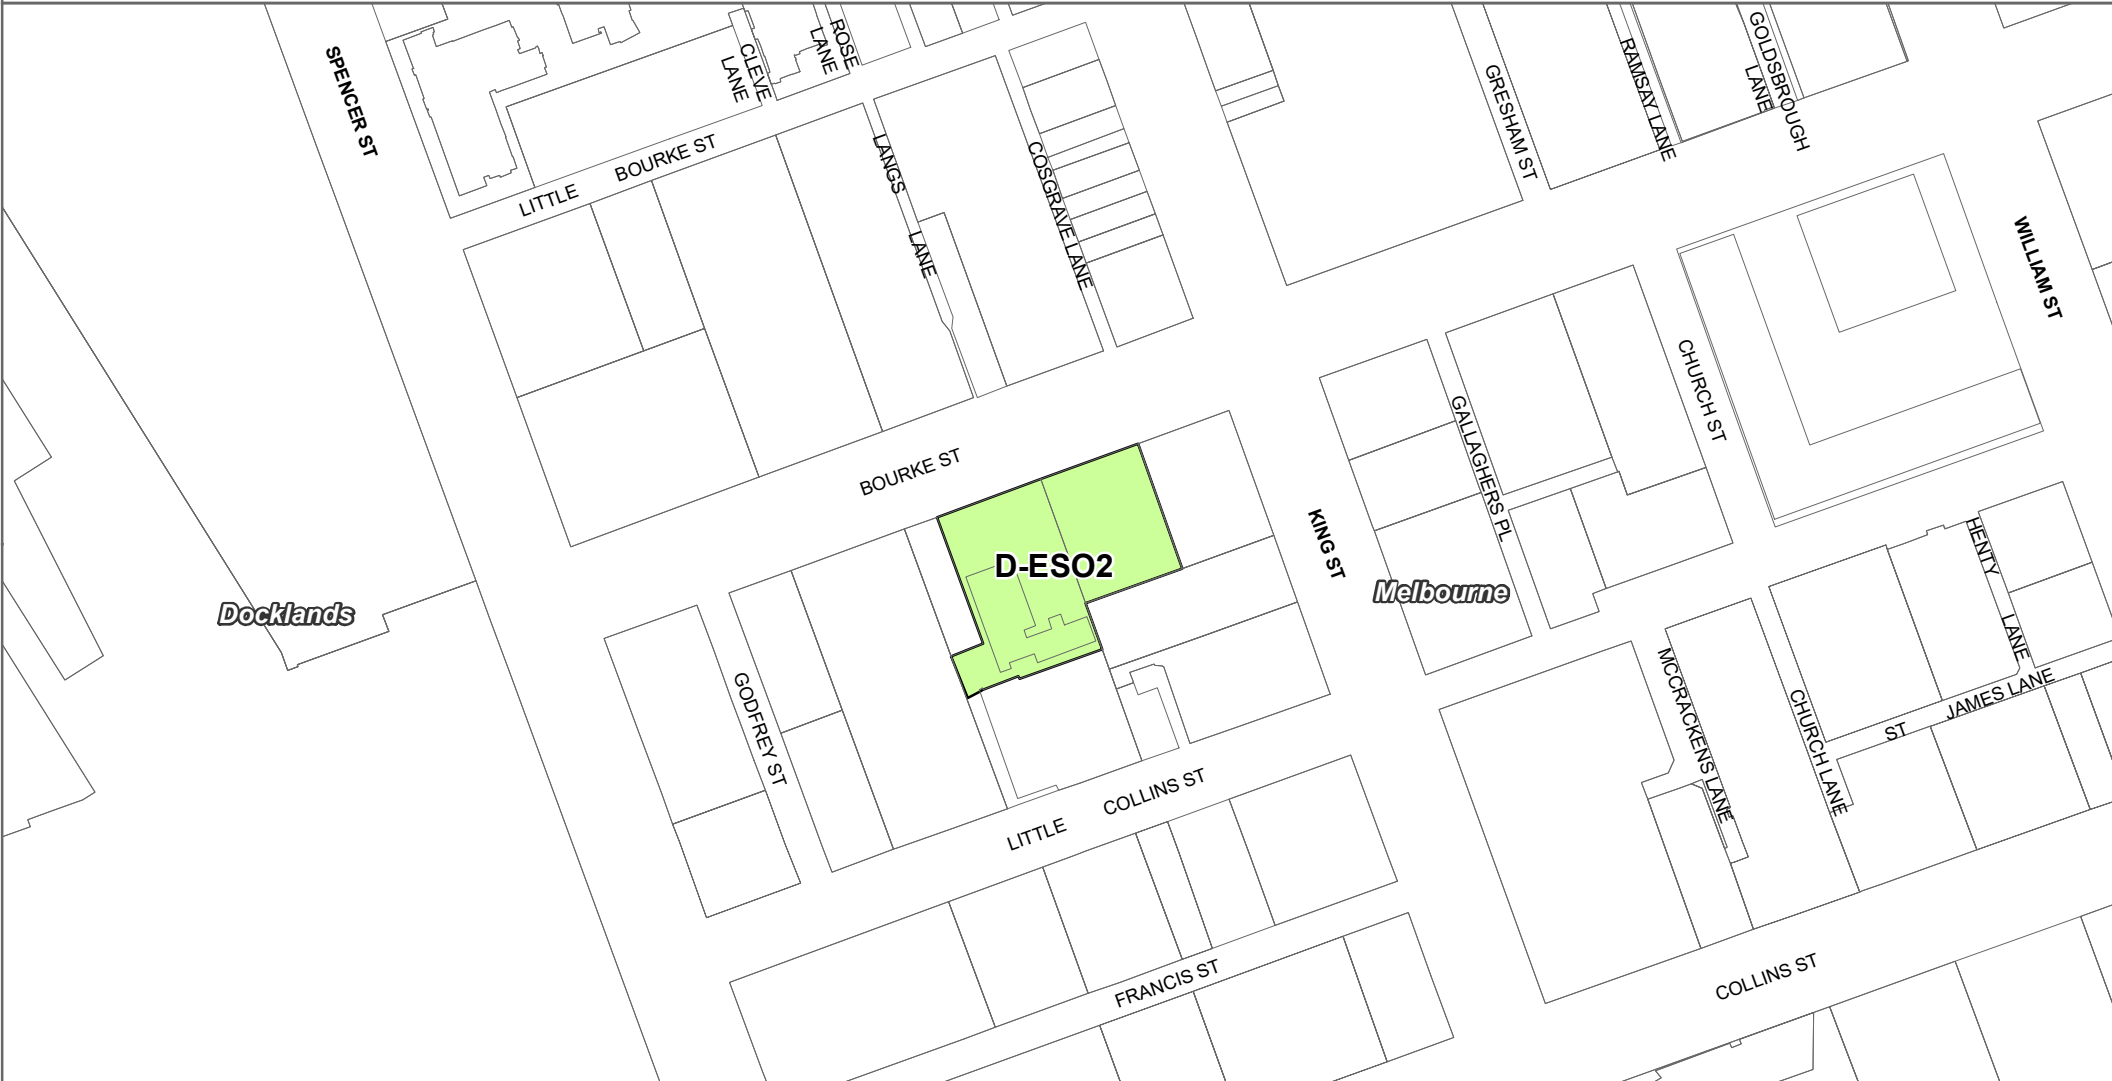 SPENCER ST
CLEVE
LANE
ROSE
LANE
LITTLE BOURKE ST
LANGS LANE
COSGRAVE LANE
GRESHAM ST
RAMSAY LANE
GOLDSBROUGH
LANE
WILLIAM ST
CHURCH ST
GALLAGHERS PL
BOURKE ST
D-ESO2
KING ST
Melbourne
Docklands
HENTY LANE
GODFREY ST
MCCRACKENS LANE
CHURCH LANE
ST JAMES LANE
LITTLE COLLINS ST
FRANCIS ST
COLLINS ST